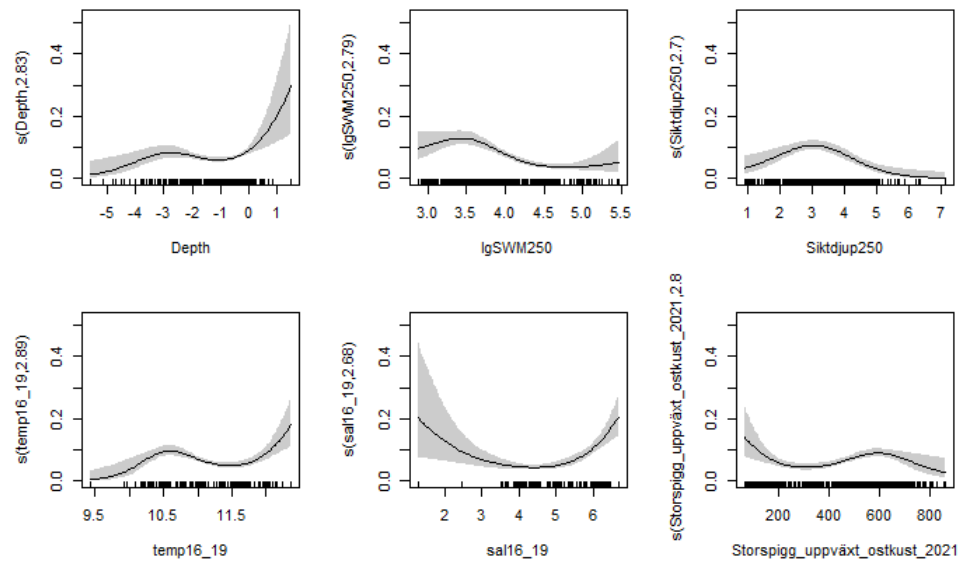 s(Depth,2.83)
0.0 0.2 0.4
-5 -4 -3 -2 -1 0 1
Depth
s(lgSWM250,2.79)
0.0 0.2 0.4
3.0 3.5 4.0 4.5 5.0 5.5
lgSWM250
s(Siktdjup250,2.7)
0.0 0.2 0.4
1 2 3 4 5 6 7
Siktdjup250
s(temp16_19,2.89)
0.0 0.2 0.4
9.5 10.5 11.5
temp16_19
s(sal16_19,2.68)
0.0 0.2 0.4
2 3 4 5 6
sal16_19
s(Storspigg_uppväxt_ostkust_2021,2.8
0.0 0.2 0.4
200 400 600 800
Storspigg_uppväxt_ostkust_2021